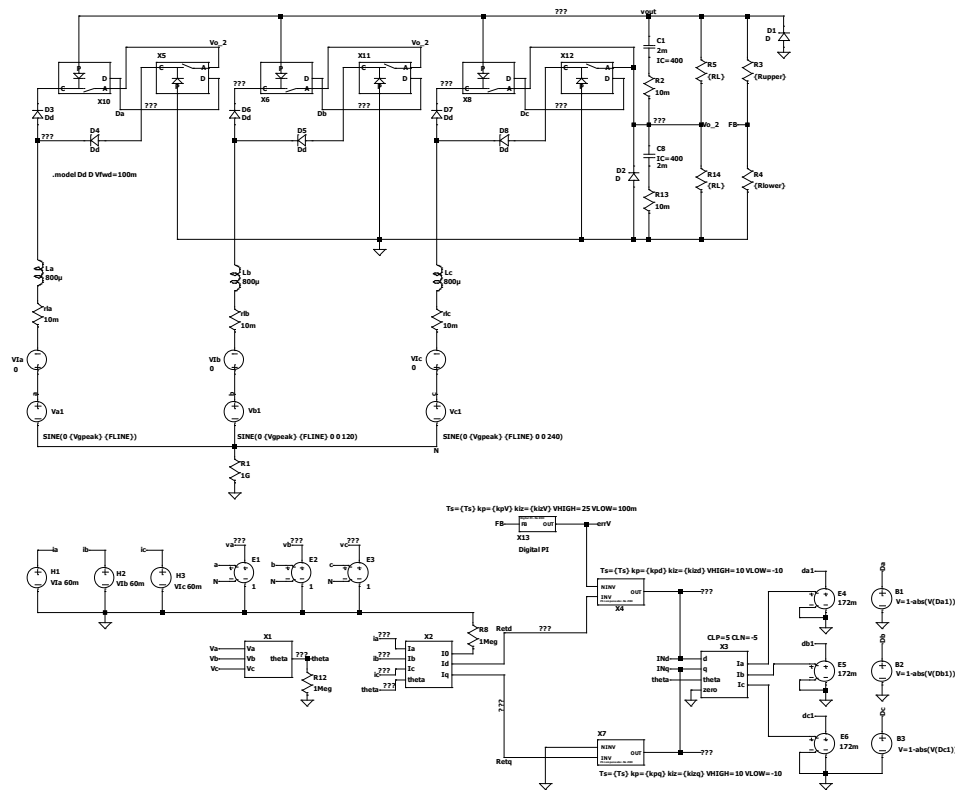 ???
vout
D1
D
Vo_2
Vo_2
X5
X11
X12
C1
2m
IC=400
R5
{RL}
R3
{Rupper}
P
C
D
A
X10
C
A
D
P
P
C
D
A
X6
C
A
D
P
P
C
D
A
X8
C
A
D
P
R2
10m
D3
Dd
???
Da
D6
Dd
???
Db
D7
Dd
???
Dc
???
Vo_2
FB
???
D4
Dd
D5
Dd
D8
Dd
C8
IC=400
2m
.model Dd D Vfwd=100m
D2
D
R14
{RL}
R4
{Rlower}
R13
10m
La
800µ
Lb
800µ
Lc
800µ
rla
10m
rlb
10m
rlc
10m
VIa
0
VIb
0
VIc
0
a
b
c
Va1
Vb1
Vc1
SINE(0 {Vgpeak} {FLINE})
SINE(0 {Vgpeak} {FLINE} 0 0 120)
SINE(0 {Vgpeak} {FLINE} 0 0 240)
N
R1
1G
Ts={Ts} kp={kpV} kiz={kizV} VHIGH=25 VLOW=100m
FB
FB
OUT
errV
X13
Digital PI
ia
ib
ic
va
???
vb
???
vc
???
H1
VIa 60m
H2
VIb 60m
H3
VIc 60m
a
N
E1
1
b
N
E2
1
c
N
E3
1
Ts={Ts} kp={kpd} kiz={kizd} VHIGH=10 VLOW=-10
NINV
INV
OUT
X4
???
da1
E4
172m
Da
B1
V=1-abs(V(Da1))
R8
1Meg
Retd
???
X1
Va
Vb
Vc
Va
Vb
Vc
theta
???
theta
R12
1Meg
X2
ia
???
ib
???
ic
???
theta
???
Ia
Ib
Ic
theta
I0
Id
Iq
CLP=5 CLN=-5
X3
INd
INq
theta
d
q
theta
zero
Ia
Ib
Ic
db1
E5
172m
Db
B2
V=1-abs(V(Db1))
???
dc1
E6
172m
Dc
B3
V=1-abs(V(Dc1))
X7
Retq
NINV
INV
OUT
???
Ts={Ts} kp={kpq} kiz={kizq} VHIGH=10 VLOW=-10